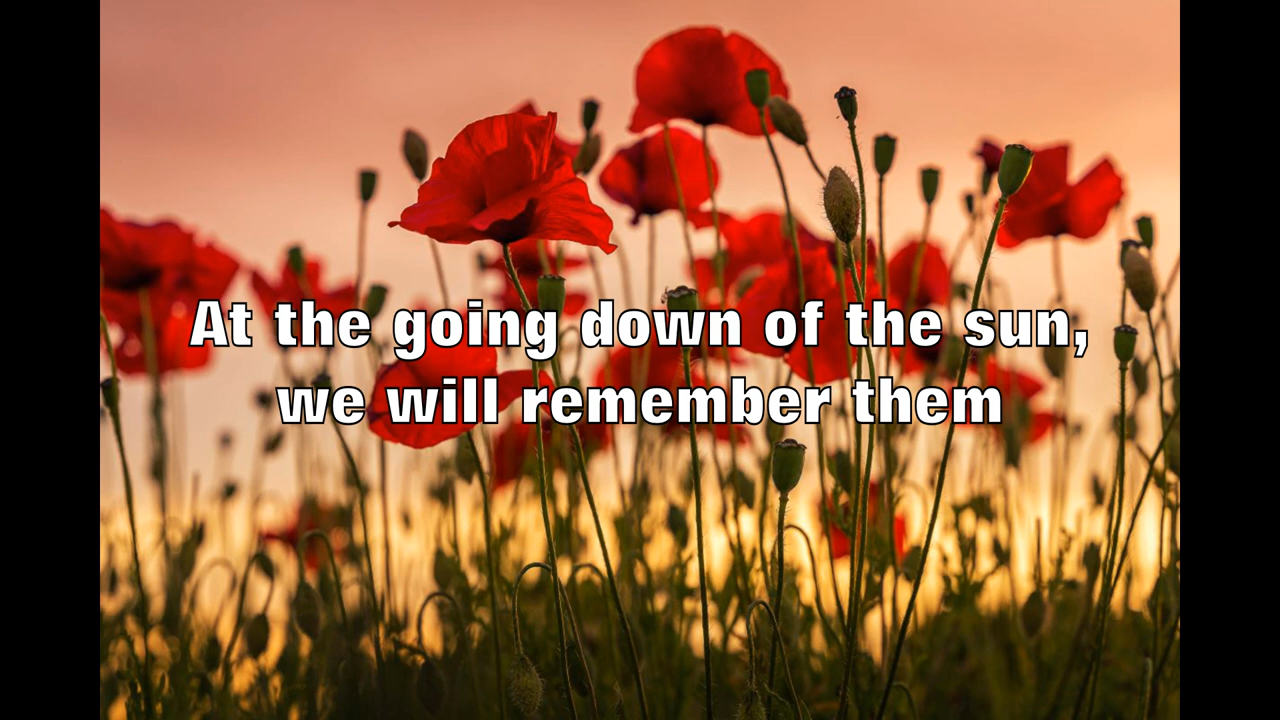 At the going down of the sun,
we will remember them